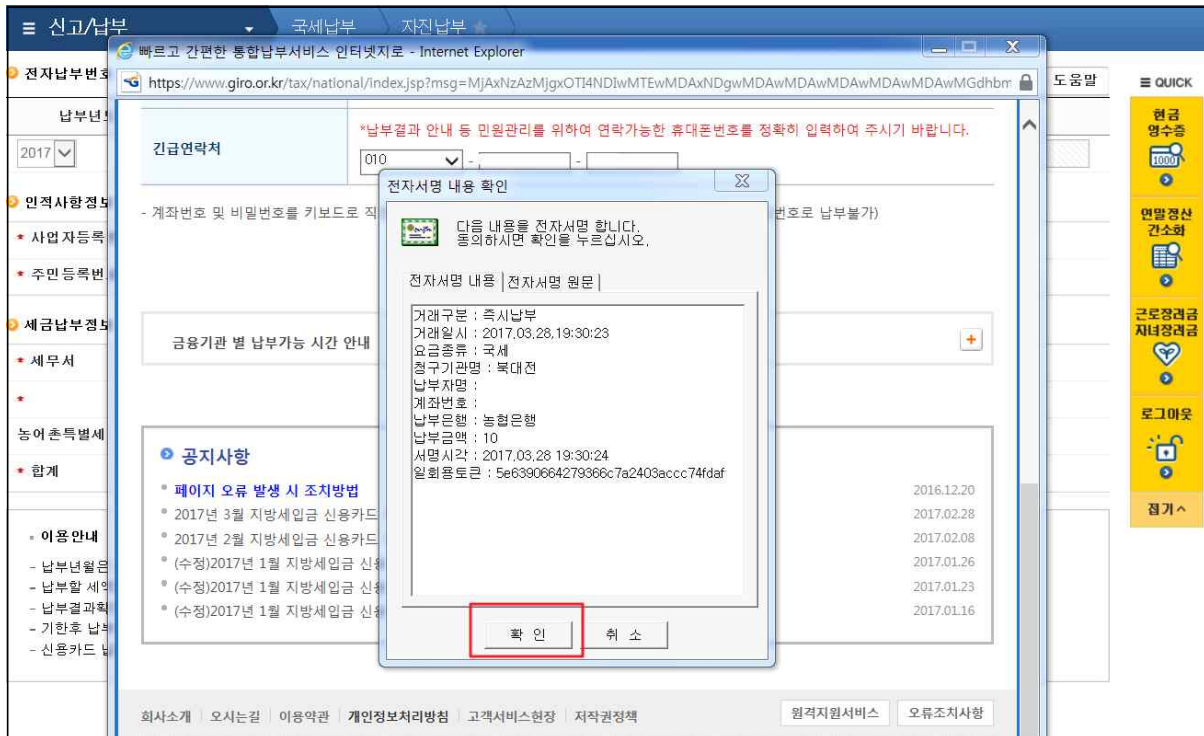 ≡ 신고/납부
국세납부
자진납부 ★
빠르고 간편한 통합납부서비스 인터넷지로 - Internet Explorer
전자납부번호
https://www.giro.or.kr/tax/national/index.jsp?msg=MjAxNzAzMjgxOTI4NDIwMTEwMDAxNDgwMDAwMDAwMDAwMDAwMDAwMGdhbm
도움말
≡ QUICK
납부년
2017
긴급연락처
*납부결과 안내 등 민원관리를 위하여 연락가능한 휴대폰번호를 정확히 입력하여 주시기 바랍니다.
010 - -
현금
영수증
1000
인적사항정보
* 사업자등록
* 주민등록번
- 계좌번호 및 비밀번호를 키보드로 직
번호로 납부불가)
전자서명 내용 확인
다음 내용을 전자서명 합니다.
동의하시면 확인을 누르십시오.
전자서명 내용
전자서명 원문
거래구분 : 즉시납부
거래일시 : 2017.03.28.19:30:23
요금종류 : 국세
청구기관명 : 북대전
납부자명 :
계좌번호 :
납부은행 : 농협은행
납부금액 : 10
서명시각 : 2017.03.28 19:30:24
일회용토큰 : 5e6390664279366c7a2403accc74fdaf
확 인
취 소
연말정산
간소화
근로장려금
자녀장려금
로그아웃
접기 ^
세금납부정보
* 세무서
*
농어촌특별세
* 합계
금융기관 별 납부가능 시간 안내
+
공지사항
페이지 오류 발생 시 조치방법
2016.12.20
2017년 3월 지방세입금 신용카드
2017.02.28
2017년 2월 지방세입금 신용카드
2017.02.08
(수정)2017년 1월 지방세입금 신용
2017.01.26
(수정)2017년 1월 지방세입금 신용
2017.01.23
(수정)2017년 1월 지방세입금 신용
2017.01.16
이용안내
- 납부년월은
- 납부할 세액
- 납부결과확
- 기한후 납부
- 신용카드 납
회사소개
오시는길
이용약관
개인정보처리방침
고객서비스헌장
저작권정책
원격지원서비스
오류조치사항